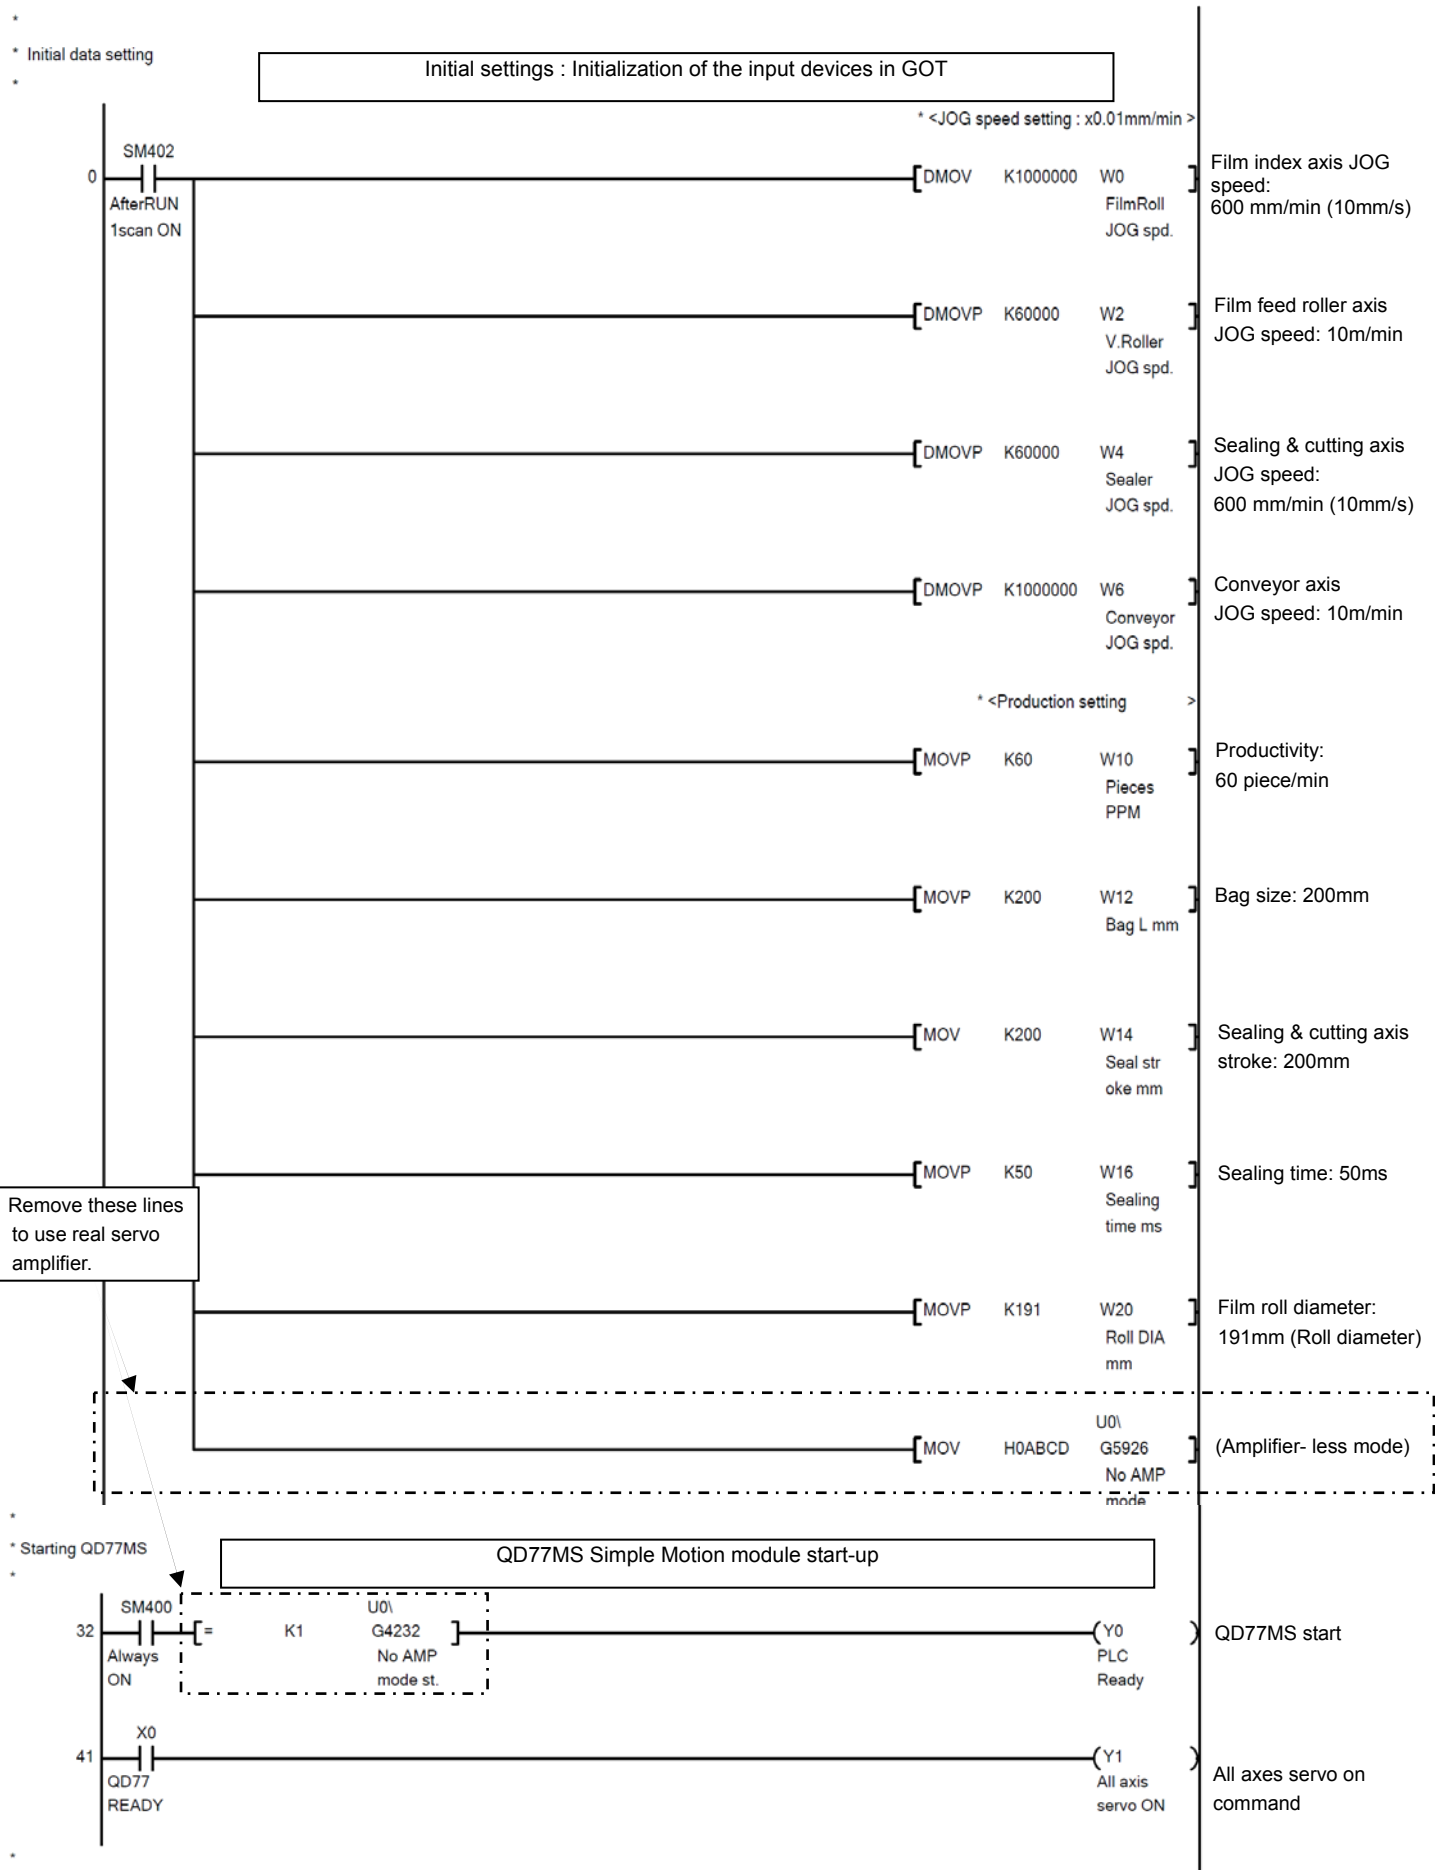 *
* Initial data setting
*
Initial settings : Initialization of the input devices in GOT
* <JOG speed setting : x0.01mm/min >
SM402
0
AfterRUN
1scan ON
DMOV K1000000 W0
FilmRoll
JOG spd.
Film index axis JOG
speed:
600 mm/min (10mm/s)
DMOVP K60000 W2
V.Roller
JOG spd.
Film feed roller axis
JOG speed: 10m/min
DMOVP K60000 W4
Sealer
JOG spd.
Sealing & cutting axis
JOG speed:
600 mm/min (10mm/s)
DMOVP K1000000 W6
Conveyor
JOG spd.
Conveyor axis
JOG speed: 10m/min
* <Production setting >
MOVP K60 W10
Pieces
PPM
Productivity:
60 piece/min
MOVP K200 W12
Bag L mm
Bag size: 200mm
MOV K200 W14
Seal str
oke mm
Sealing & cutting axis
stroke: 200mm
MOVP K50 W16
Sealing
time ms
Sealing time: 50ms
Remove these lines
to use real servo
amplifier.
MOVP K191 W20
Roll DIA
mm
Film roll diameter:
191mm (Roll diameter)
U0\
MOV H0ABCD G5926
No AMP
mode
(Amplifier- less mode)
*
* Starting QD77MS
*
QD77MS Simple Motion module start-up
SM400
32
Always
ON
U0\
= K1 G4232
No AMP
mode st.
Y0
PLC
Ready
QD77MS start
X0
41
QD77
READY
Y1
All axis
servo ON
All axes servo on
command
*